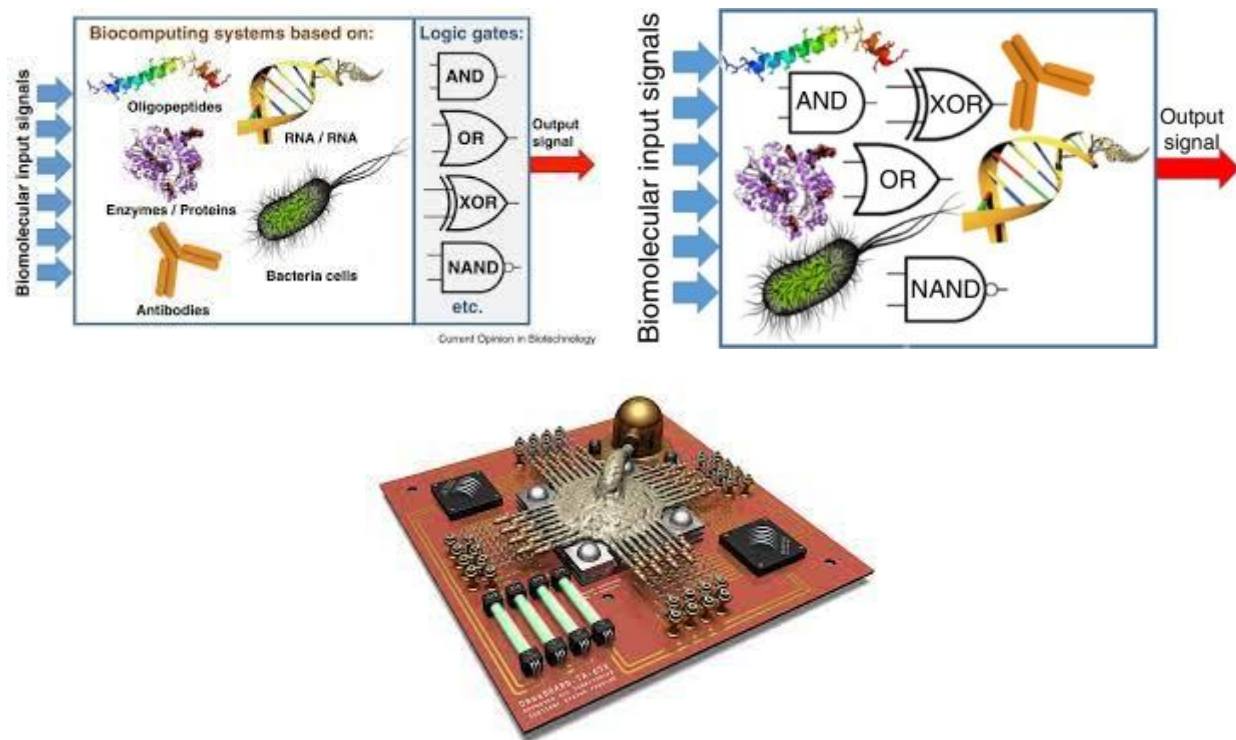 Biocomputing systems based on:
Logic gates:
Biomolecular input signals
Oligopeptides
RNA / RNA
Enzymes / Proteins
Bacteria cells
Antibodies
AND
OR
XOR
NAND
etc.
Output
signal
Current Opinion in Biotechnology
Biomolecular input signals
AND
XOR
OR
NAND
Output
signal